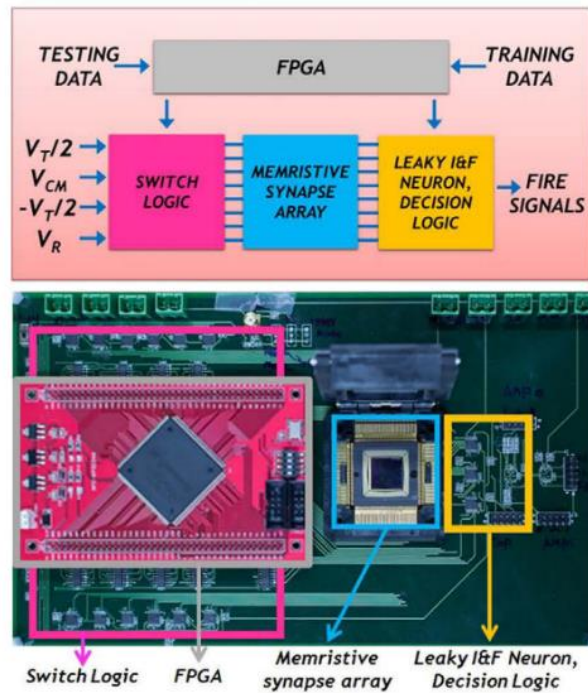 TESTING DATA
FPGA
TRAINING DATA
V_T/2
V_CM
-V_T/2
V_R
SWITCH LOGIC
MEMRISTIVE SYNAPSE ARRAY
LEAKY I&F NEURON, DECISION LOGIC
FIRE SIGNALS
Switch Logic
FPGA
Memristive synapse array
Leaky I&F Neuron, Decision Logic